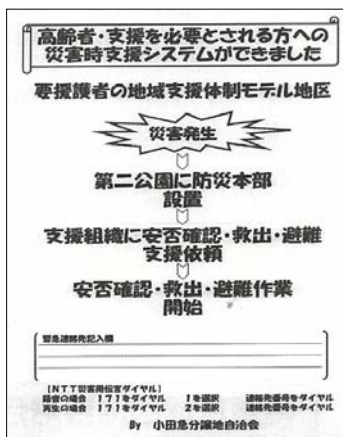 高齢者・支援を必要とされる方への
災害時支援システムができました
要援護者の地域支援体制モデル地区
災害発生
第二公園に防災本部
設置
支援組織に安否確認・救出・避難
支援依頼
安否確認・救出・避難作業
開始
緊急連絡先記入欄
[NTT災害用伝言ダイヤル]
録音の場合 171をダイヤル 1を選択 連絡先番号をダイヤル
再生の場合 171をダイヤル 2を選択 連絡先番号をダイヤル
By 小田急分譲地自治会